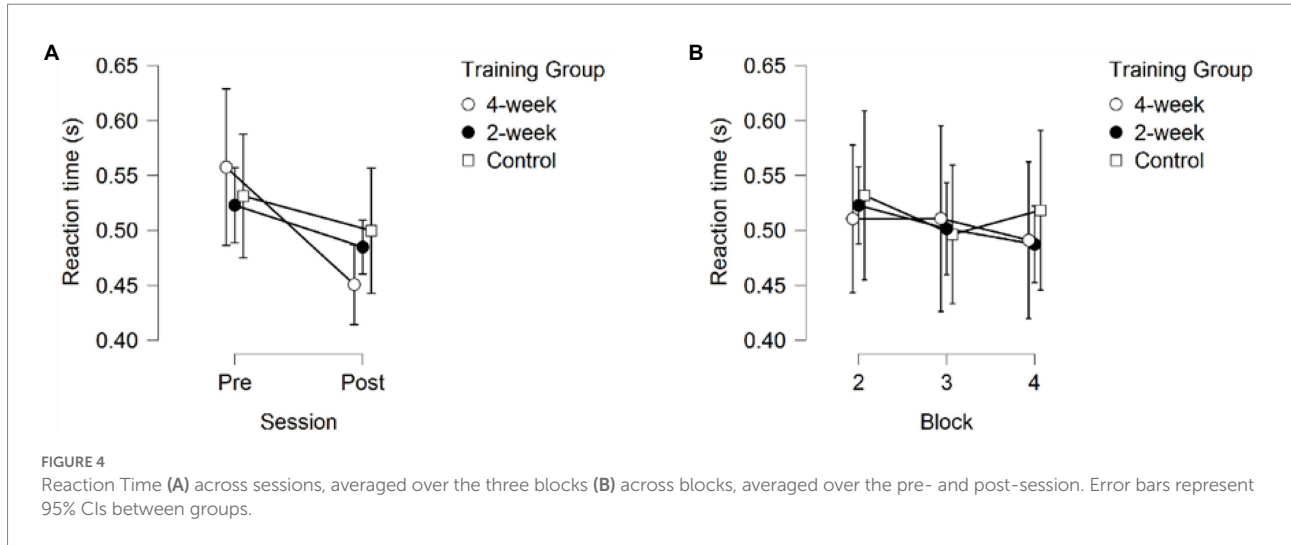 A
0.65
0.60
0.55
0.50
0.45
0.40
Reaction time (s)
Pre
Post
Session
Training Group
4-week
2-week
Control
B
0.65
0.60
0.55
0.50
0.45
0.40
Reaction time (s)
2
3
4
Block
Training Group
4-week
2-week
Control
FIGURE 4
Reaction Time (A) across sessions, averaged over the three blocks (B) across blocks, averaged over the pre- and post-session. Error bars represent
95% CIs between groups.